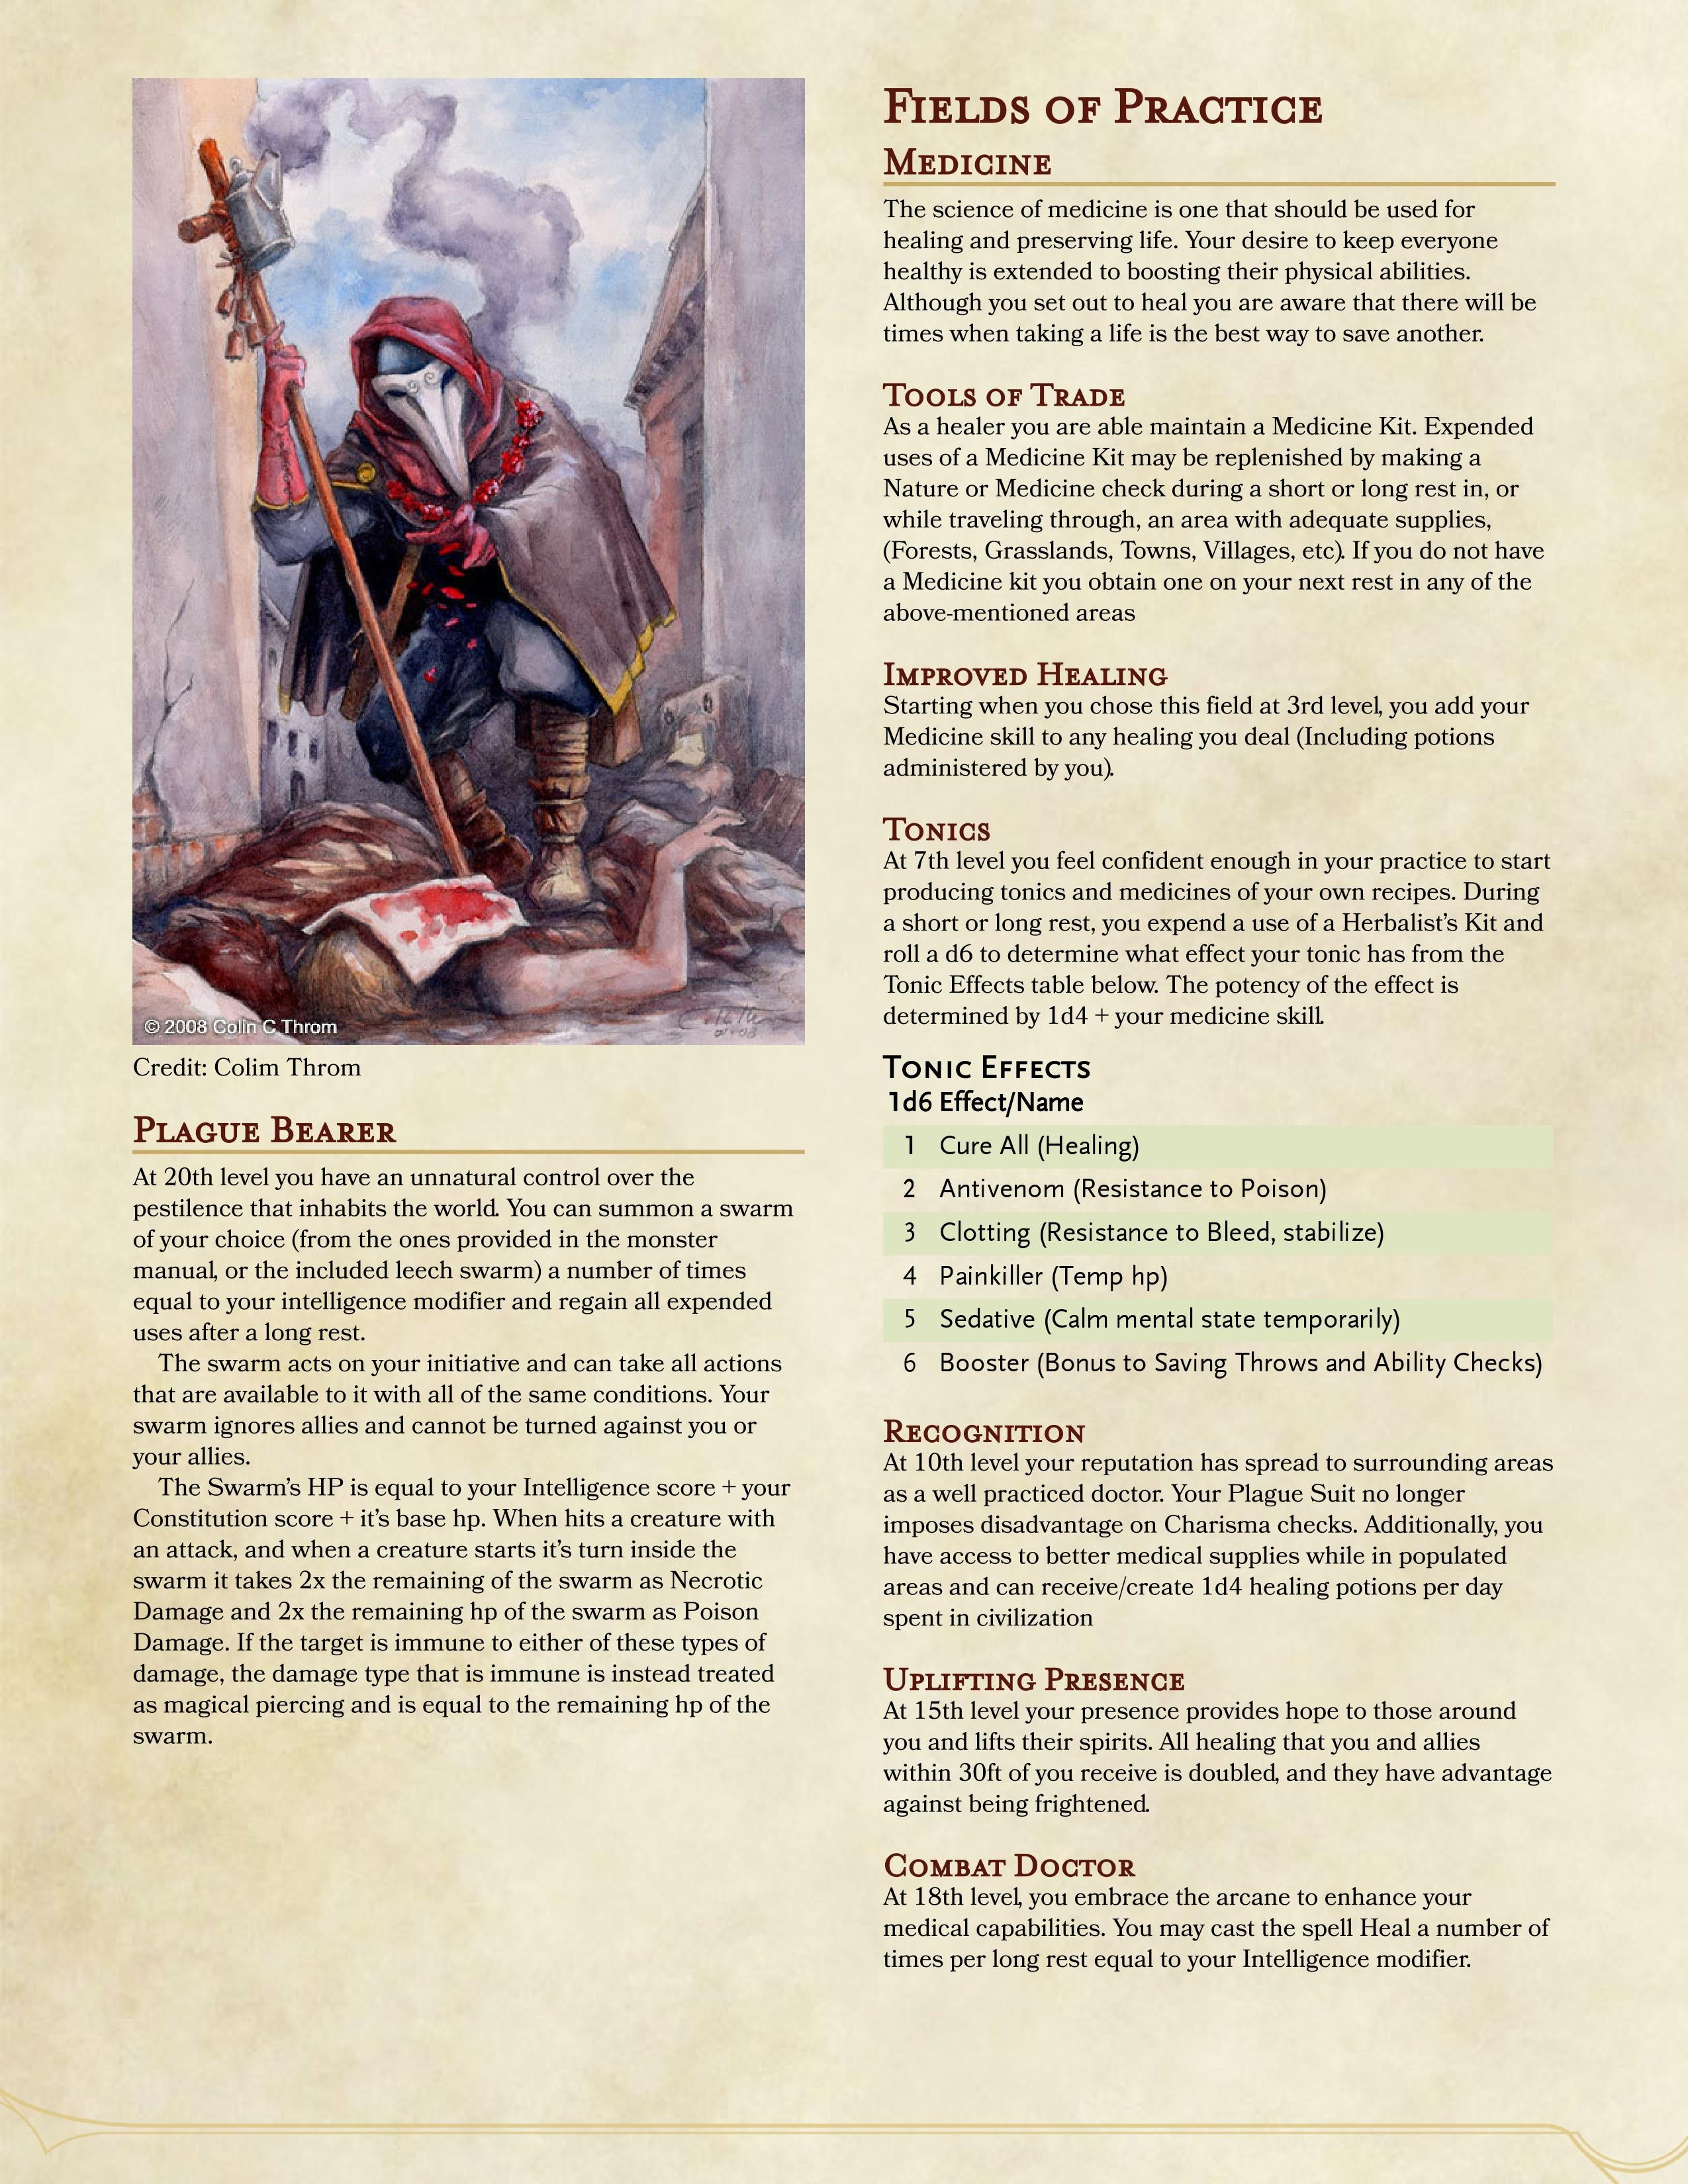 © 2008 Colin C Throm
Credit: Colim Throm
Plague Bearer
At 20th level you have an unnatural control over the
pestilence that inhabits the world. You can summon a swarm
of your choice (from the ones provided in the monster
manual, or the included leech swarm) a number of times
equal to your intelligence modifier and regain all expended
uses after a long rest.
The swarm acts on your initiative and can take all actions
that are available to it with all of the same conditions. Your
swarm ignores allies and cannot be turned against you or
your allies.
The Swarm's HP is equal to your Intelligence score + your
Constitution score + it's base hp. When hits a creature with
an attack, and when a creature starts it's turn inside the
swarm it takes 2x the remaining of the swarm as Necrotic
Damage and 2x the remaining hp of the swarm as Poison
Damage. If the target is immune to either of these types of
damage, the damage type that is immune is instead treated
as magical piercing and is equal to the remaining hp of the
swarm.
Fields of Practice
Medicine
The science of medicine is one that should be used for
healing and preserving life. Your desire to keep everyone
healthy is extended to boosting their physical abilities.
Although you set out to heal you are aware that there will be
times when taking a life is the best way to save another.
Tools of Trade
As a healer you are able maintain a Medicine Kit. Expended
uses of a Medicine Kit may be replenished by making a
Nature or Medicine check during a short or long rest in, or
while traveling through, an area with adequate supplies,
(Forests, Grasslands, Towns, Villages, etc). If you do not have
a Medicine kit you obtain one on your next rest in any of the
above-mentioned areas
Improved Healing
Starting when you chose this field at 3rd level, you add your
Medicine skill to any healing you deal (Including potions
administered by you).
Tonics
At 7th level you feel confident enough in your practice to start
producing tonics and medicines of your own recipes. During
a short or long rest, you expend a use of a Herbalist's Kit and
roll a d6 to determine what effect your tonic has from the
Tonic Effects table below. The potency of the effect is
determined by 1d4 + your medicine skill.
Tonic Effects
1d6 Effect/Name
1 Cure All (Healing)
2 Antivenom (Resistance to Poison)
3 Clotting (Resistance to Bleed, stabilize)
4 Painkiller (Temp hp)
5 Sedative (Calm mental state temporarily)
6 Booster (Bonus to Saving Throws and Ability Checks)
Recognition
At 10th level your reputation has spread to surrounding areas
as a well practiced doctor. Your Plague Suit no longer
imposes disadvantage on Charisma checks. Additionally, you
have access to better medical supplies while in populated
areas and can receive/create 1d4 healing potions per day
spent in civilization
Uplifting Presence
At 15th level your presence provides hope to those around
you and lifts their spirits. All healing that you and allies
within 30ft of you receive is doubled, and they have advantage
against being frightened.
Combat Doctor
At 18th level, you embrace the arcane to enhance your
medical capabilities. You may cast the spell Heal a number of
times per long rest equal to your Intelligence modifier.